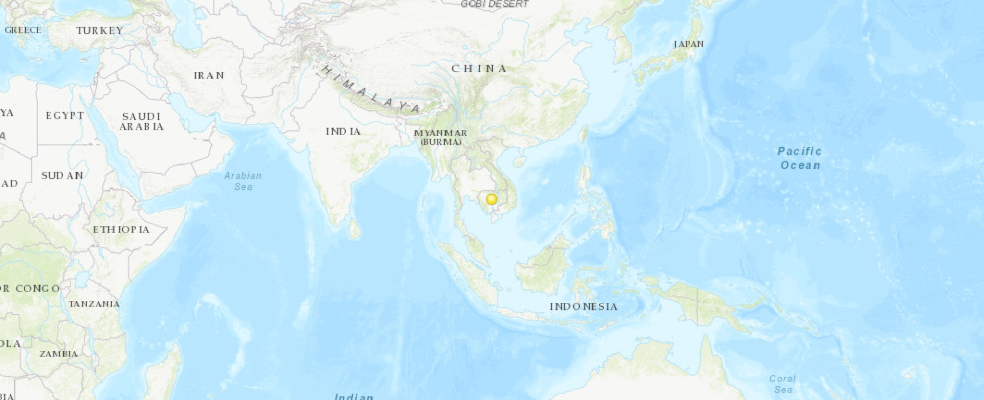 GOBI DESERT
GREECE
TURKEY
JAPAN
CHINA
IRAN
HIMALAYA
EGYPT
SAUDI
ARABIA
YA
INDIA
MYANMAR
(BURMA)
A
Pacific
Ocean
SUDAN
AD
Arabian
Sea
ETHIOPIA
R CONGO
TANZANIA
INDONESIA
OLA
ZAMBIA
Coral
Sea
Indian
IA